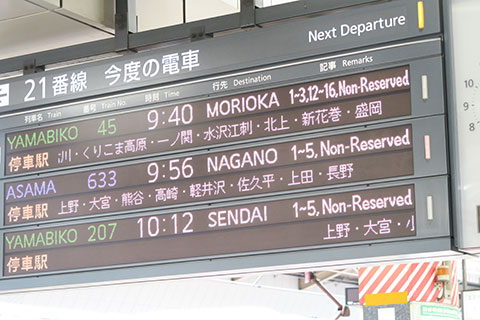 Next Departure
21番線 今度の電車
列車名 Train 番号 Train No. 時刻 Time 行先 Destination 記事 Remarks
YAMABIKO 45 9:40 MORIOKA 1~3,12~16,Non-Reserved
停車駅 川・くりこま高原・一ノ関・水沢江刺・北上・新花巻・盛岡
ASAMA 633 9:56 NAGANO 1~5,Non-Reserved
停車駅 上野・大宮・熊谷・高崎・軽井沢・佐久平・上田・長野
YAMABIKO 207 10:12 SENDAI 1~5,Non-Reserved
停車駅 上野・大宮・小